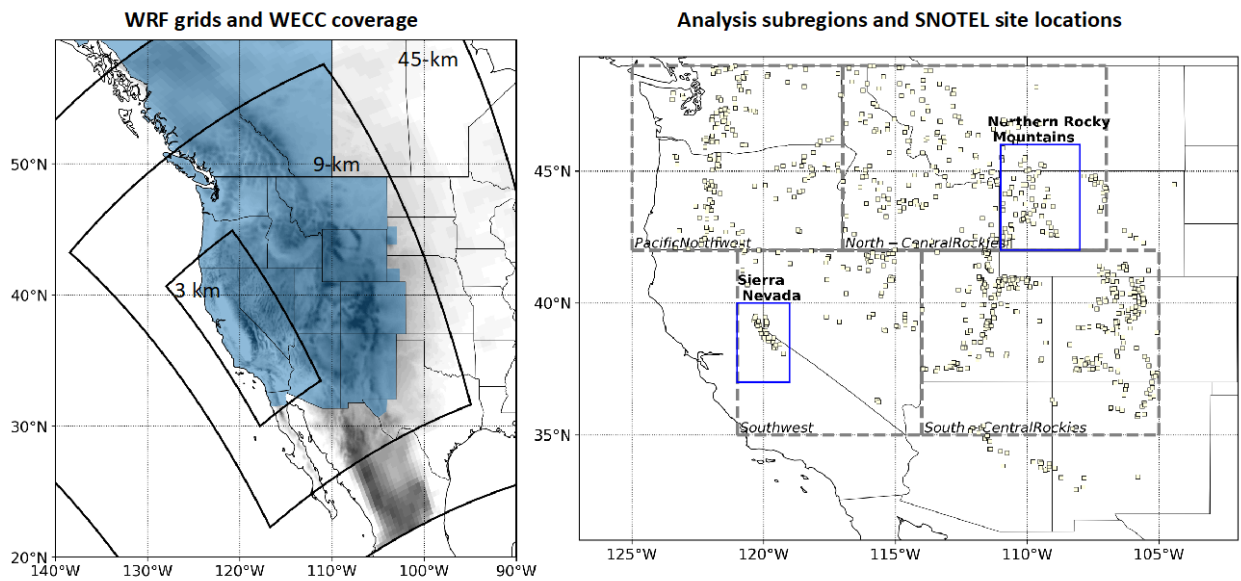 WRF grids and WECC coverage
45-km
9-km
3 km
50°N
40°N
30°N
20°N
140°W 130°W 120°W 110°W 100°W 90°W
Analysis subregions and SNOTEL site locations
Northern Rocky
Mountains
45°N
PacificNorthwest
North − CentralRockies
Sierra
Nevada
40°N
Southwest
South − CentralRockies
35°N
125°W 120°W 115°W 110°W 105°W